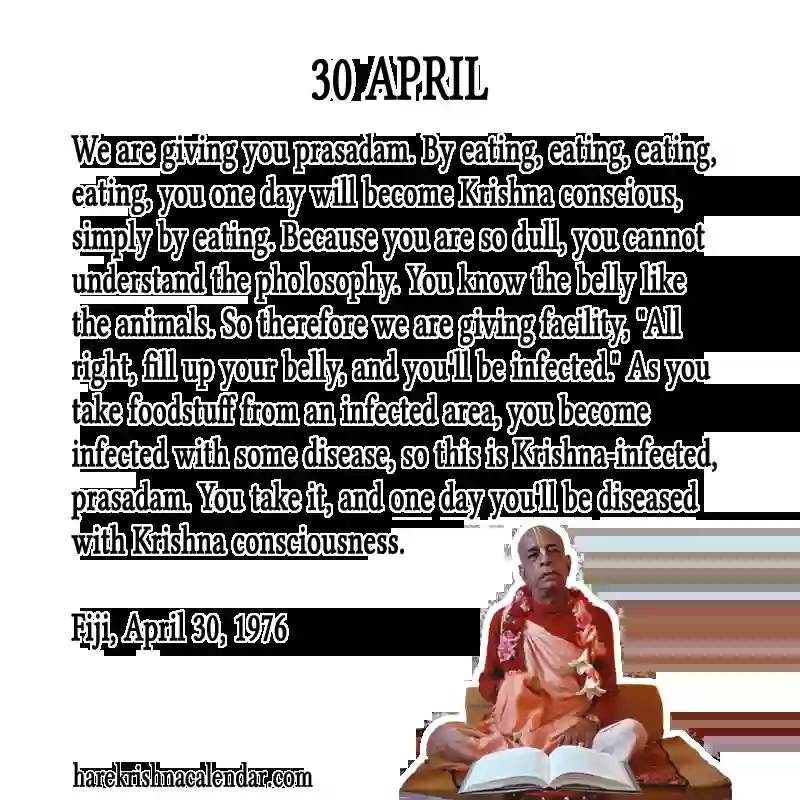 30 APRIL
We are giving you prasadam. By eating, eating, eating,
eating, you one day will become Krishna conscious,
simply by eating. Because you are so dull, you cannot
understand the pholosophy. You know the belly like
the animals. So therefore we are giving facility, "All
right, fill up your belly, and you'll be infected." As you
take foodstuff from an infected area, you become
infected with some disease, so this is Krishna-infected,
prasadam. You take it, and one day you'll be diseased
with Krishna consciousness.
Fiji, April 30, 1976
harekrishnacalendar.com